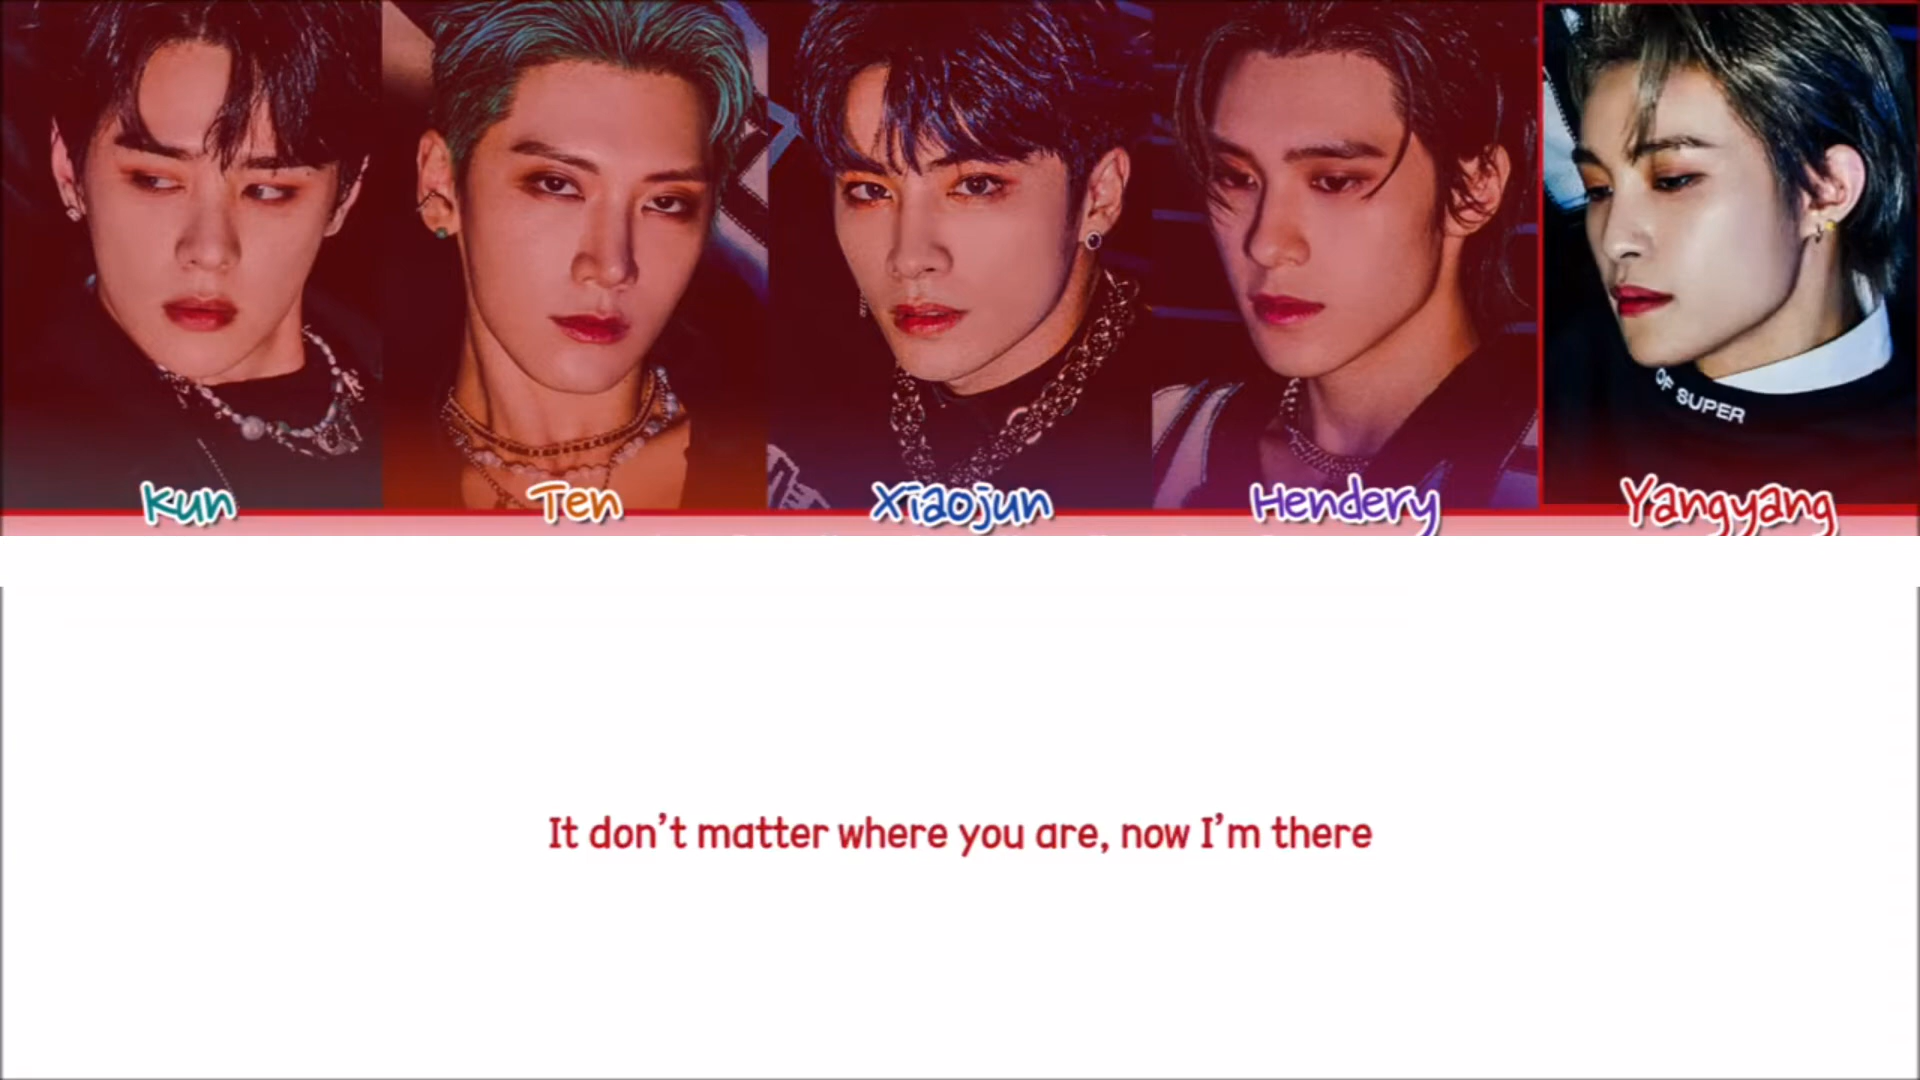 OF SUPER
Kun Ten Xiaojun Hendery Yangyang
It don't matter where you are, now I'm there